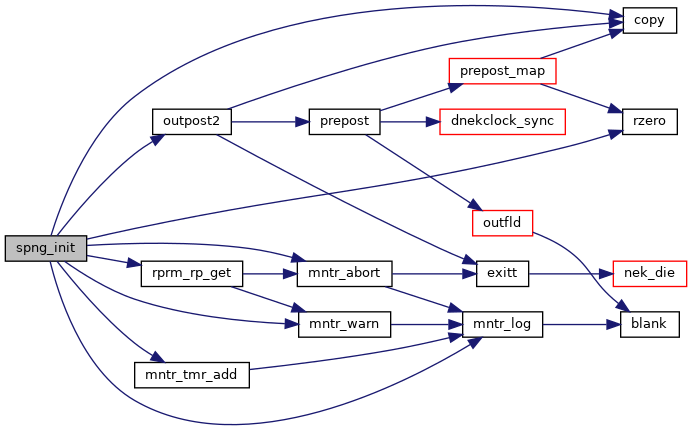 copy
prepost_map
outpost2
prepost
dnekclock_sync
rzero
outfld
spng_init
rprm_rp_get
mntr_abort
exitt
nek_die
mntr_warn
mntr_log
blank
mntr_tmr_add